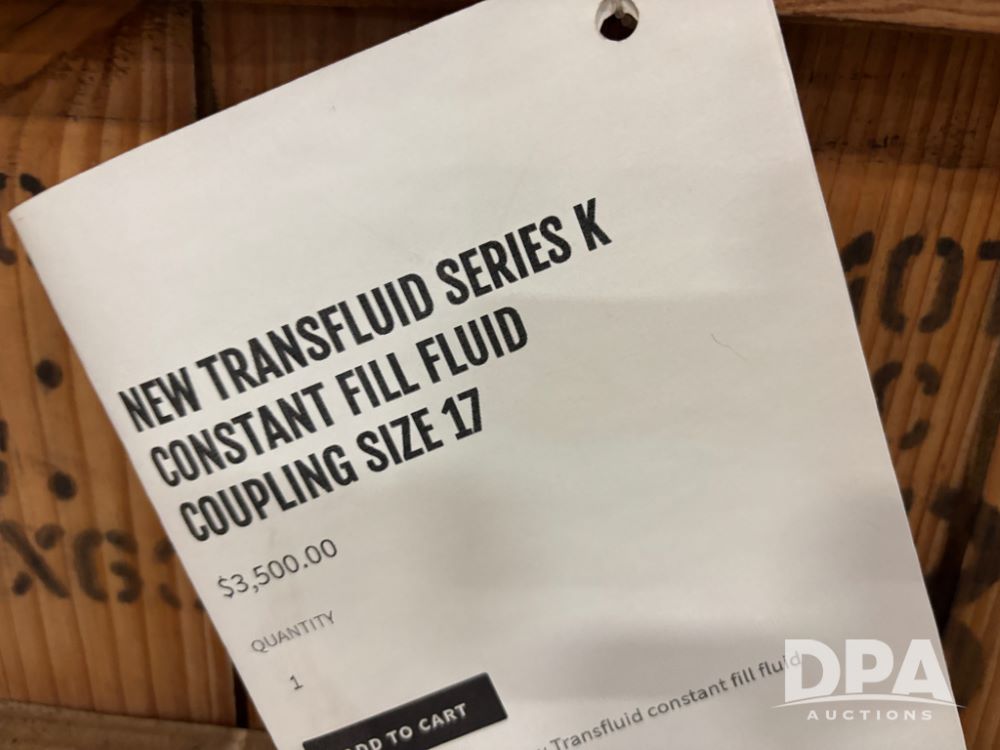 NEW TRANSFLUID SERIES K
CONSTANT FILL FLUID
COUPLING SIZE 17
$3,500.00
QUANTITY
1
ADD TO CART
Transfluid constant fill fluid
DPA
AUCTIONS